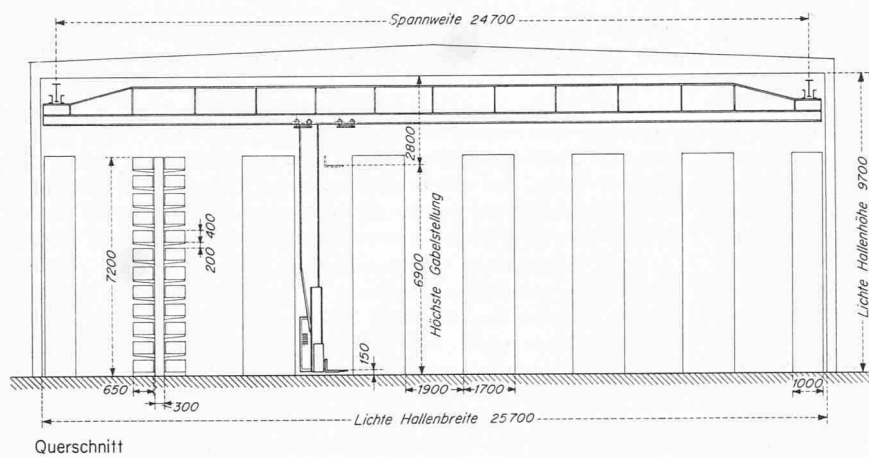 Spannweite 24700
2800
Lichte Hallenhöhe 9700
7200
400
200
6900
Höchste Gabelstellung
150
650
300
1900
1700
1000
Lichte Hallenbreite 25700
Querschnitt